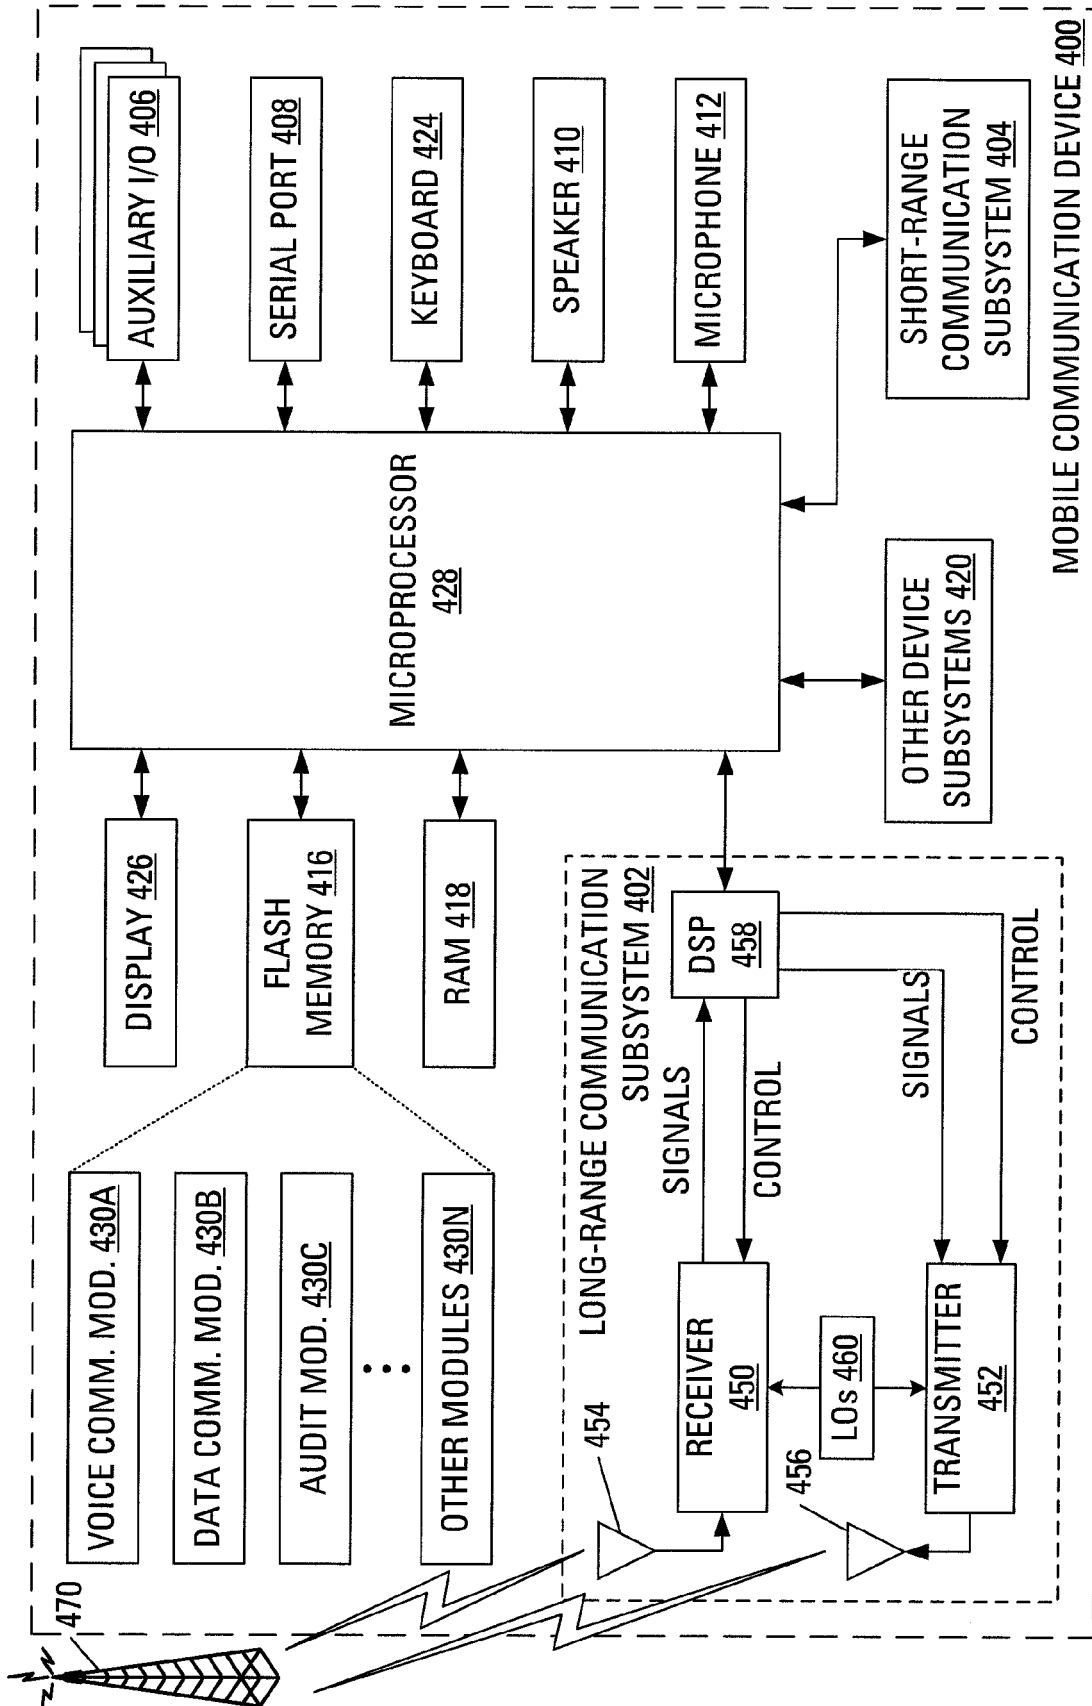 470
VOICE COMM. MOD. 430A
DATA COMM. MOD. 430B
AUDIT MOD. 430C
OTHER MODULES 430N
DISPLAY 426
FLASH
MEMORY 416
RAM 418
MICROPROCESSOR
428
AUXILIARY I/O 406
SERIAL PORT 408
KEYBOARD 424
SPEAKER 410
MICROPHONE 412
LONG-RANGE COMMUNICATION
SUBSYSTEM 402
454
RECEIVER
450
SIGNALS
CONTROL
DSP
458
456
LOs 460
TRANSMITTER
452
SIGNALS
CONTROL
OTHER DEVICE
SUBSYSTEMS 420
SHORT-RANGE
COMMUNICATION
SUBSYSTEM 404
MOBILE COMMUNICATION DEVICE 400